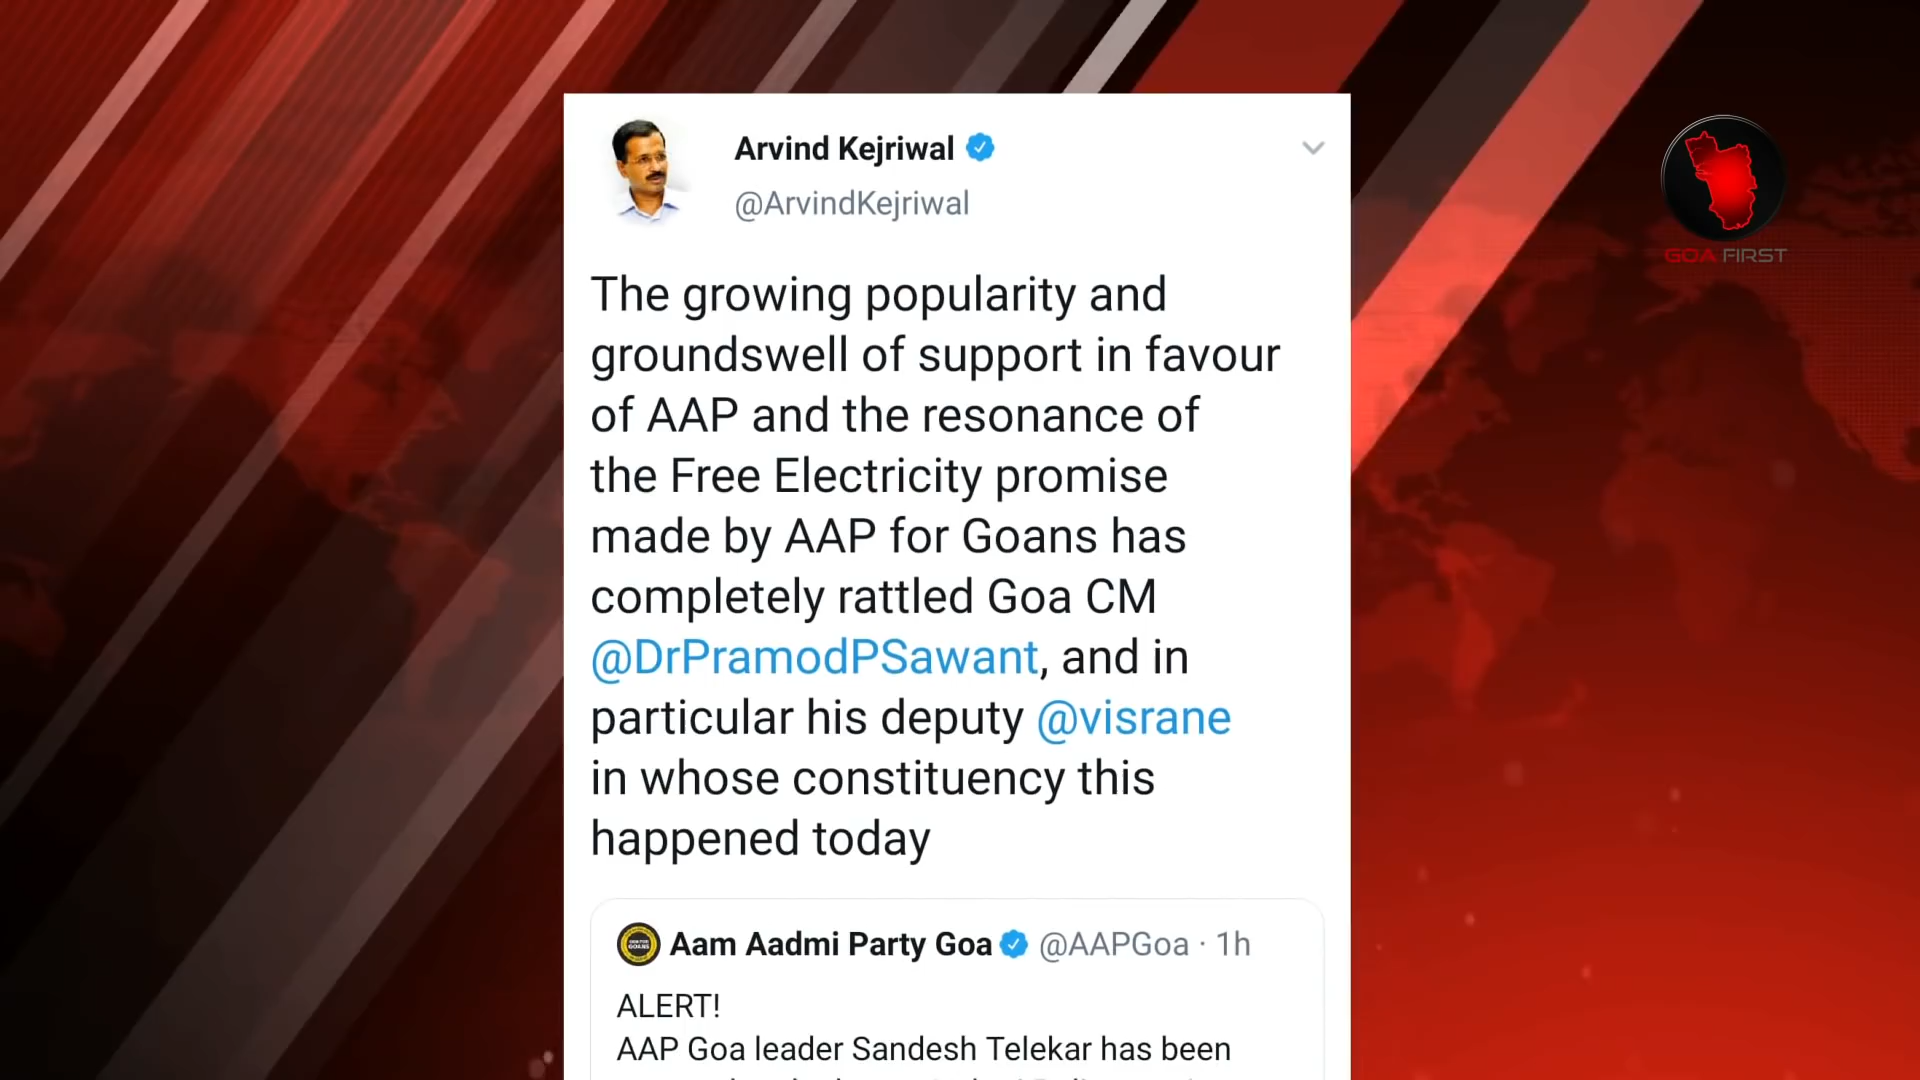 Arvind Kejriwal
@ArvindKejriwal
GOA FIRST
The growing popularity and
groundswell of support in favour
of AAP and the resonance of
the Free Electricity promise
made by AAP for Goans has
completely rattled Goa CM
@DrPramodPSawant, and in
particular his deputy @visrane
in whose constituency this
happened today
Aam Aadmi Party Goa @AAPGoa · 1h
ALERT!
AAP Goa leader Sandesh Telekar has been